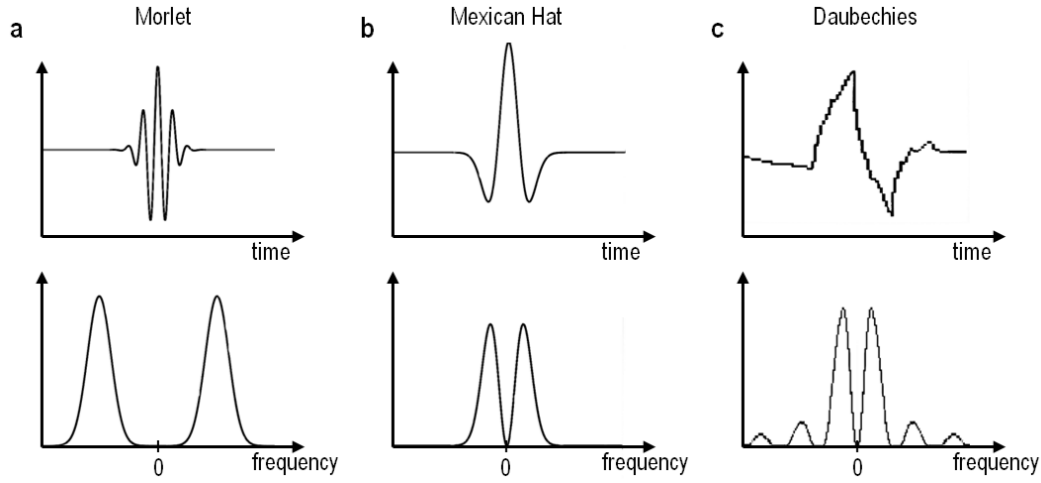 Morlet
Mexican Hat
Daubechies
a
b
c
time
time
time
0
frequency
0
frequency
0
frequency